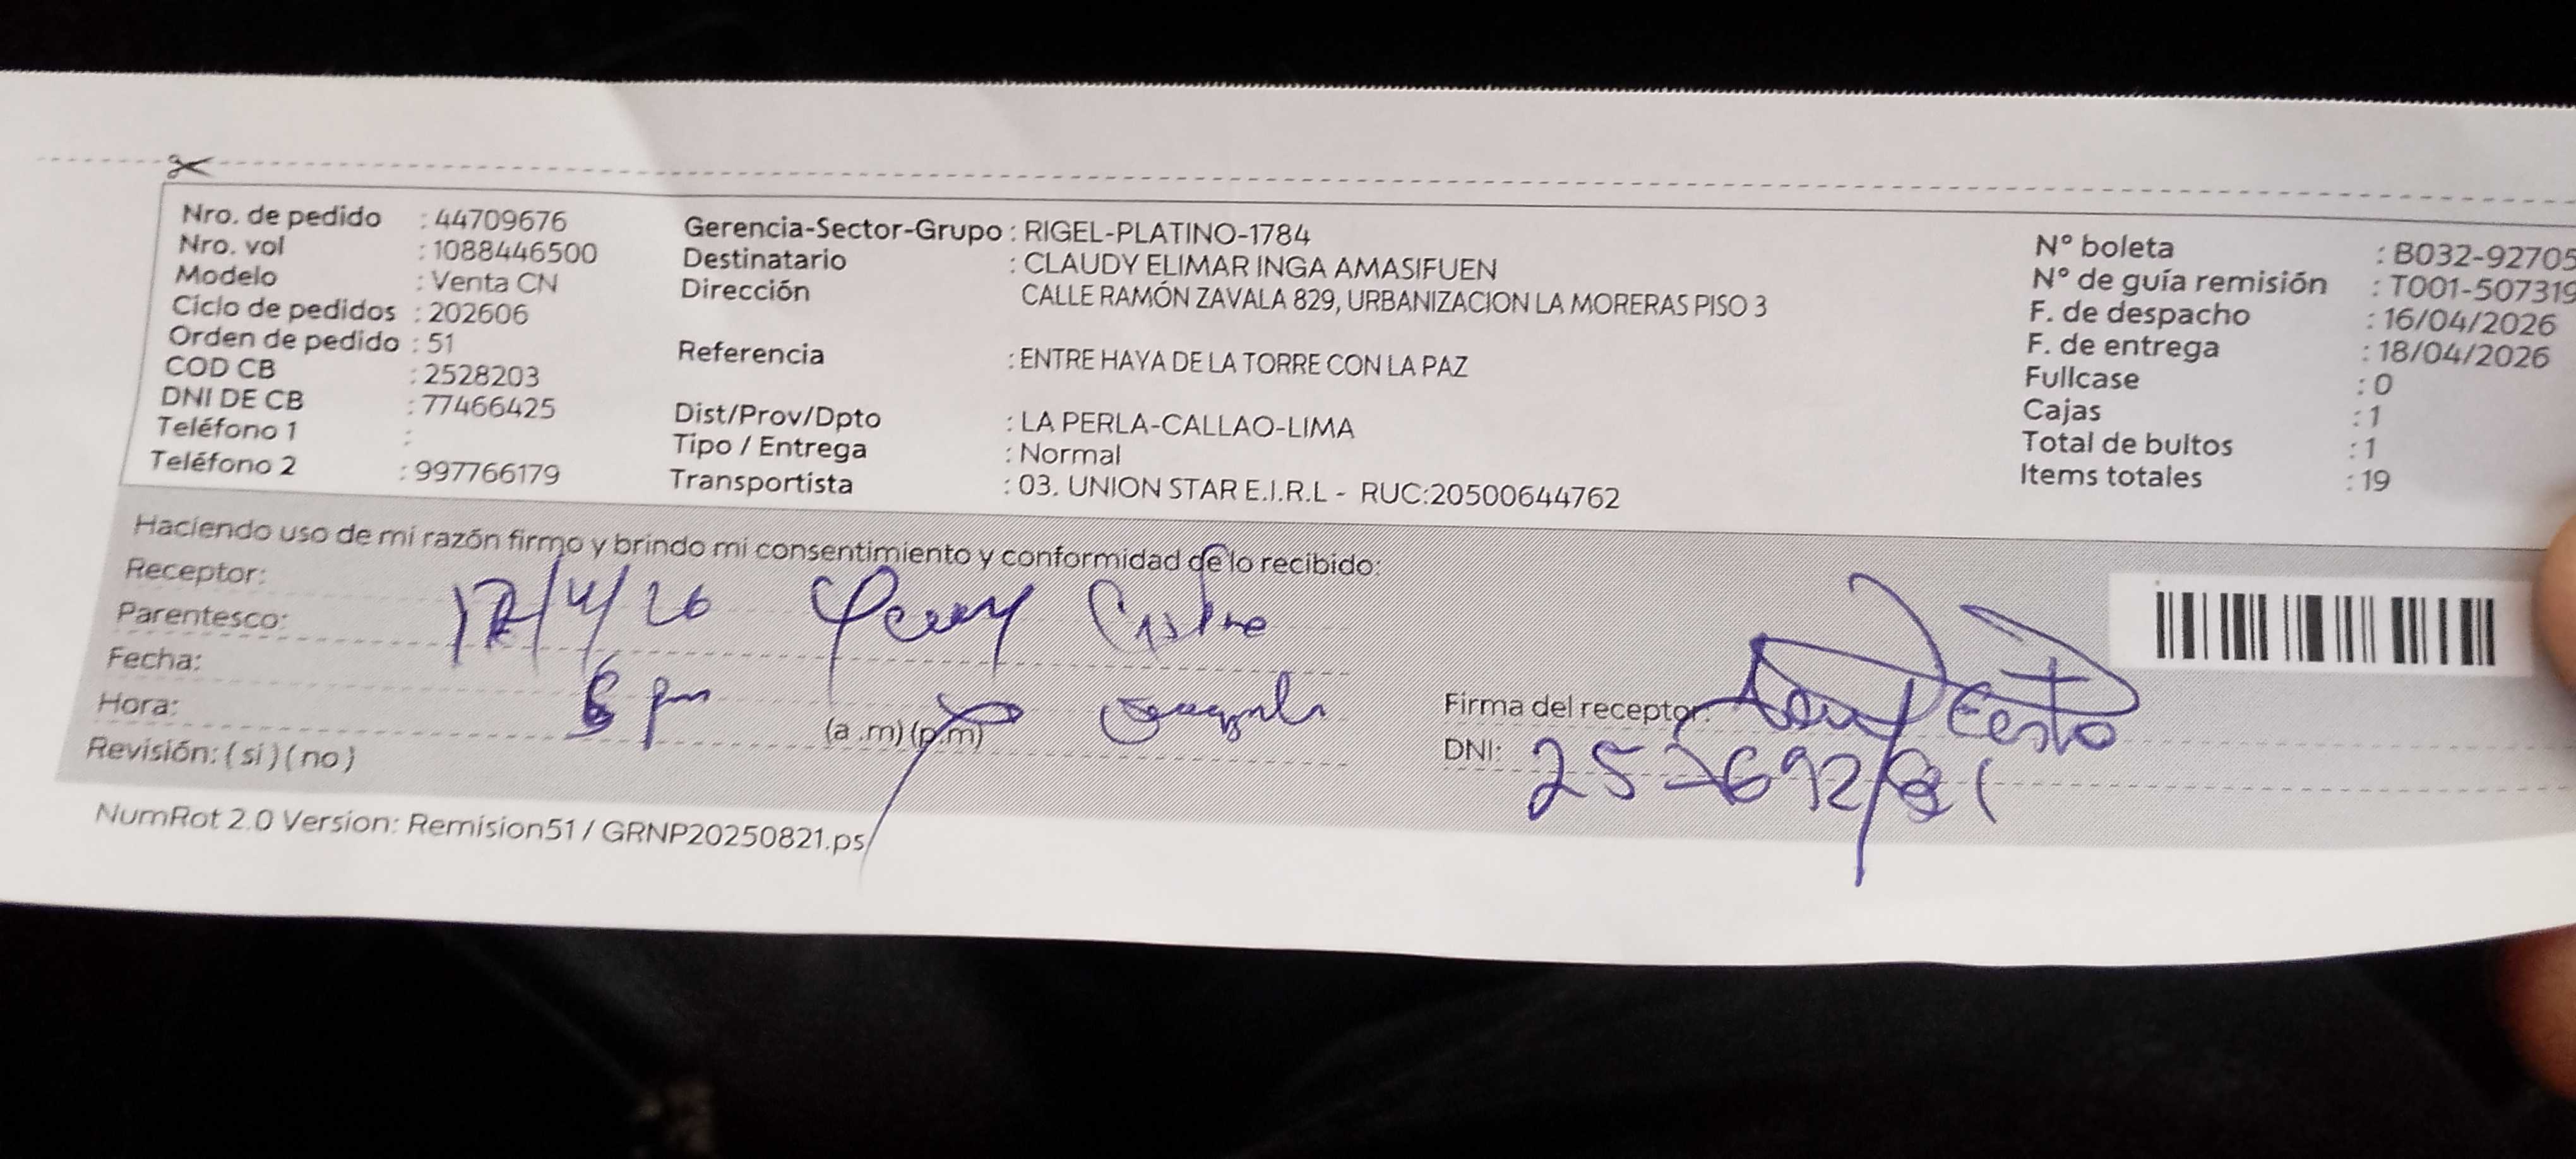 Nro. de pedido : 44709676
Nro. vol : 1088446500
Modelo : Venta CN
Ciclo de pedidos : 202606
Orden de pedido : 51
COD CB : 2528203
DNI DE CB : 77466425
Teléfono 1 :
Teléfono 2 : 997766179
Gerencia-Sector-Grupo : RIGEL-PLATINO-1784
Destinatario : CLAUDY ELIMAR INGA AMASIFUEN
Dirección CALLE RAMÓN ZAVALA 829, URBANIZACION LA MORERAS PISO 3
Referencia : ENTRE HAYA DE LA TORRE CON LA PAZ
Dist/Prov/Dpto : LA PERLA-CALLAO-LIMA
Tipo / Entrega : Normal
Transportista : 03. UNION STAR E.I.R.L - RUC:20500644762
N° boleta : B032-92705
N° de guía remisión : T001-507319
F. de despacho : 16/04/2026
F. de entrega : 18/04/2026
Fullcase : 0
Cajas : 1
Total de bultos : 1
Items totales : 19
Haciendo uso de mi razón firmo y brindo mi consentimiento y conformidad de lo recibido:
Receptor:
Parentesco:
Fecha:
Hora: (a .m) (p.m)
Revisión: ( si ) ( no )
Firma del receptor:
DNI:
NumRot 2.0 Version: Remision51 / GRNP20250821.ps